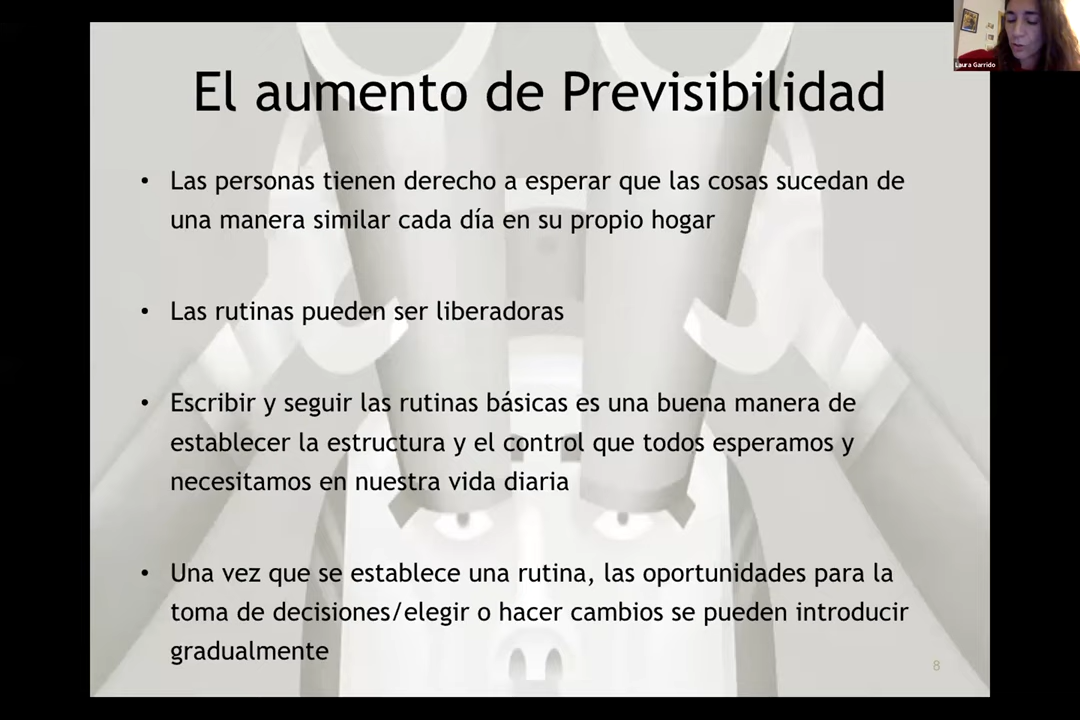 Laura Garrido
El aumento de Previsibilidad
• Las personas tienen derecho a esperar que las cosas sucedan de
una manera similar cada día en su propio hogar
• Las rutinas pueden ser liberadoras
• Escribir y seguir las rutinas básicas es una buena manera de
establecer la estructura y el control que todos esperamos y
necesitamos en nuestra vida diaria
• Una vez que se establece una rutina, las oportunidades para la
toma de decisiones/elegir o hacer cambios se pueden introducir
gradualmente
8